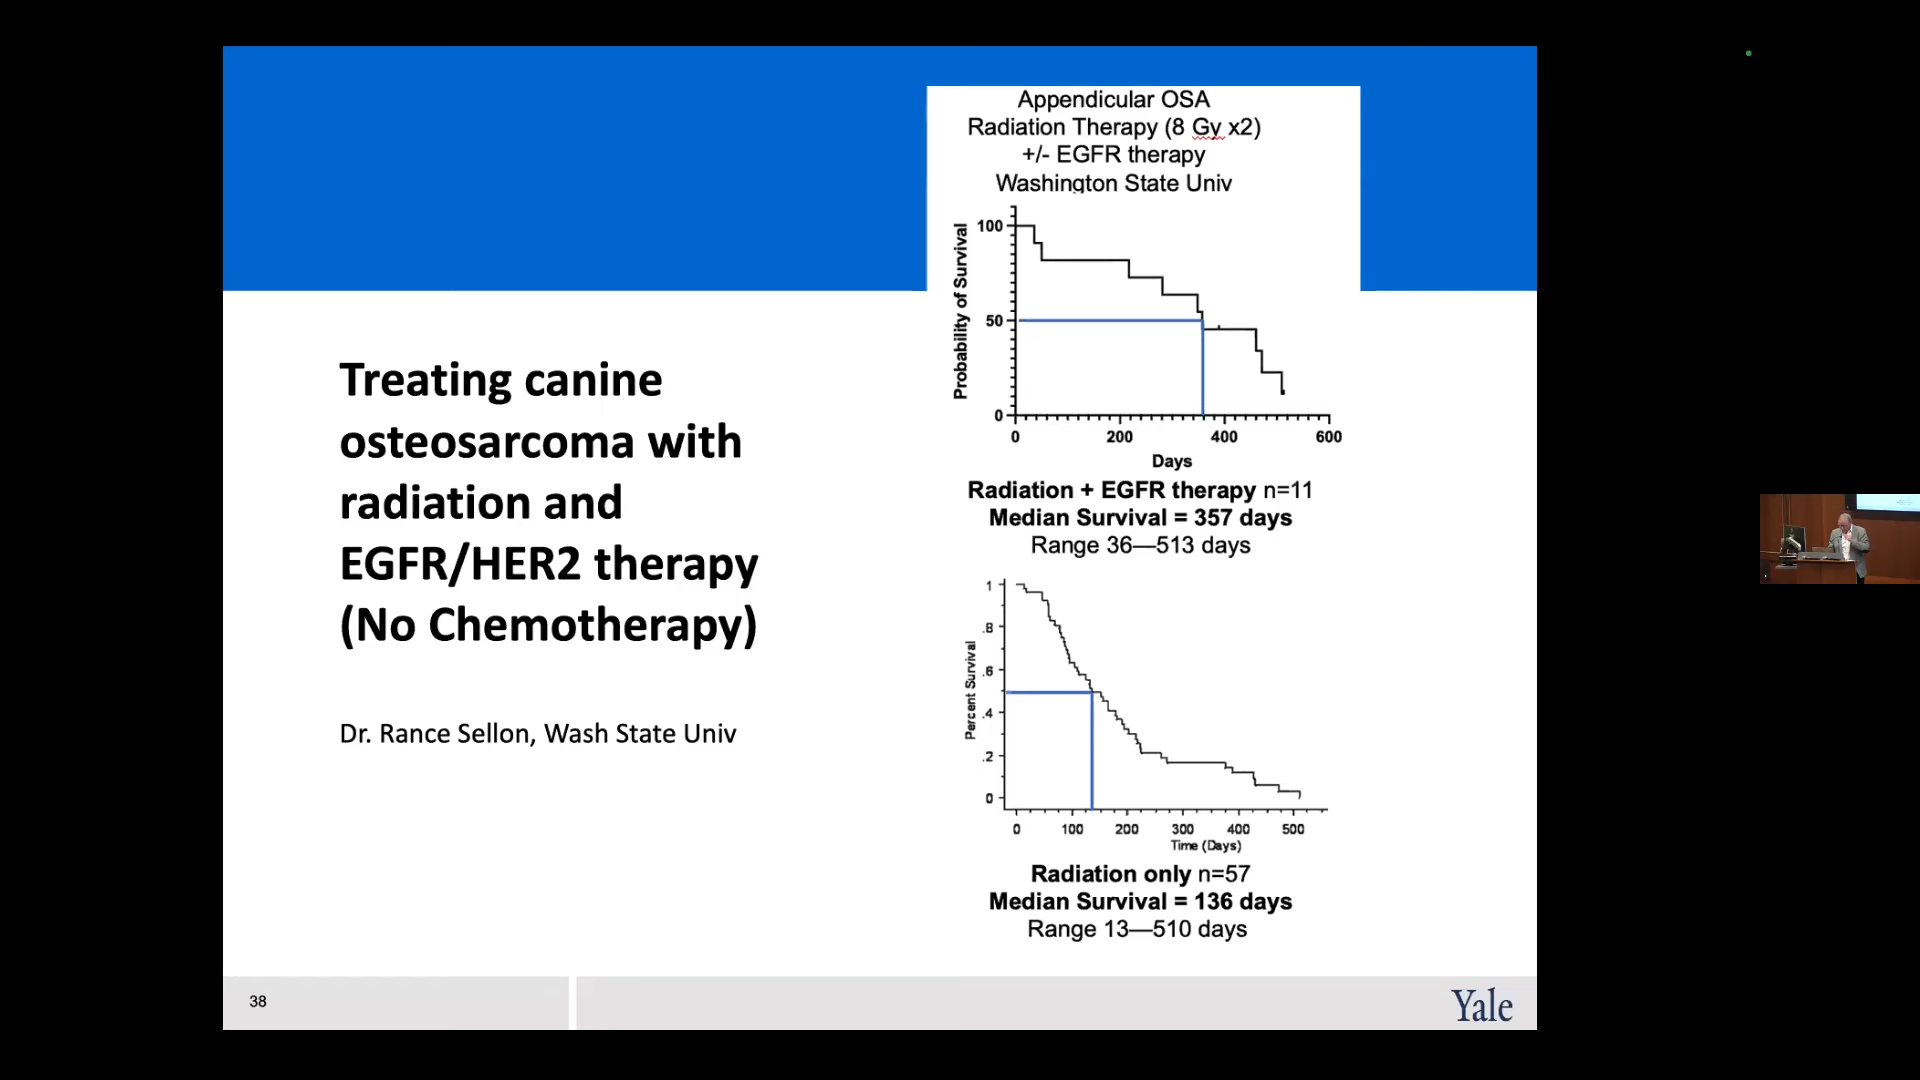 Treating canine
osteosarcoma with
radiation and
EGFR/HER2 therapy
(No Chemotherapy)
Dr. Rance Sellon, Wash State Univ
Appendicular OSA
Radiation Therapy (8 Gy x2)
+/- EGFR therapy
Washington State Univ
Probability of Survival
100
50
0
0 200 400 600
Days
Radiation + EGFR therapy n=11
Median Survival = 357 days
Range 36—513 days
Percent Survival
1
.8
.6
.4
.2
0
0 100 200 300 400 500
Time (Days)
Radiation only n=57
Median Survival = 136 days
Range 13—510 days
38
Yale